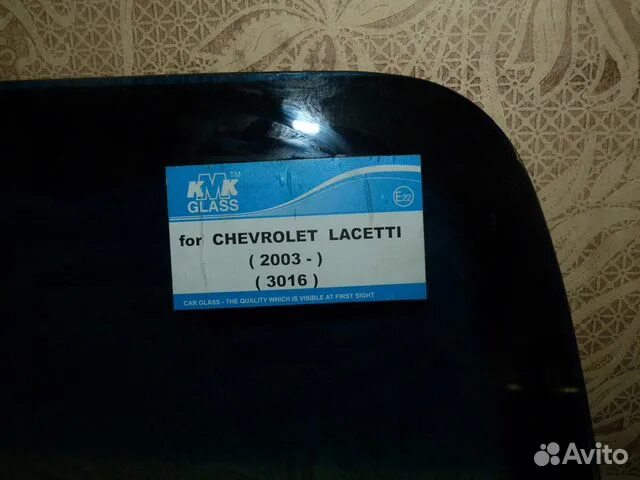 KMK TM
GLASS
E22
for CHEVROLET LACETTI
( 2003 - )
( 3016 )
CAR GLASS - THE QUALITY WHICH IS VISIBLE AT FIRST SIGHT
Avito